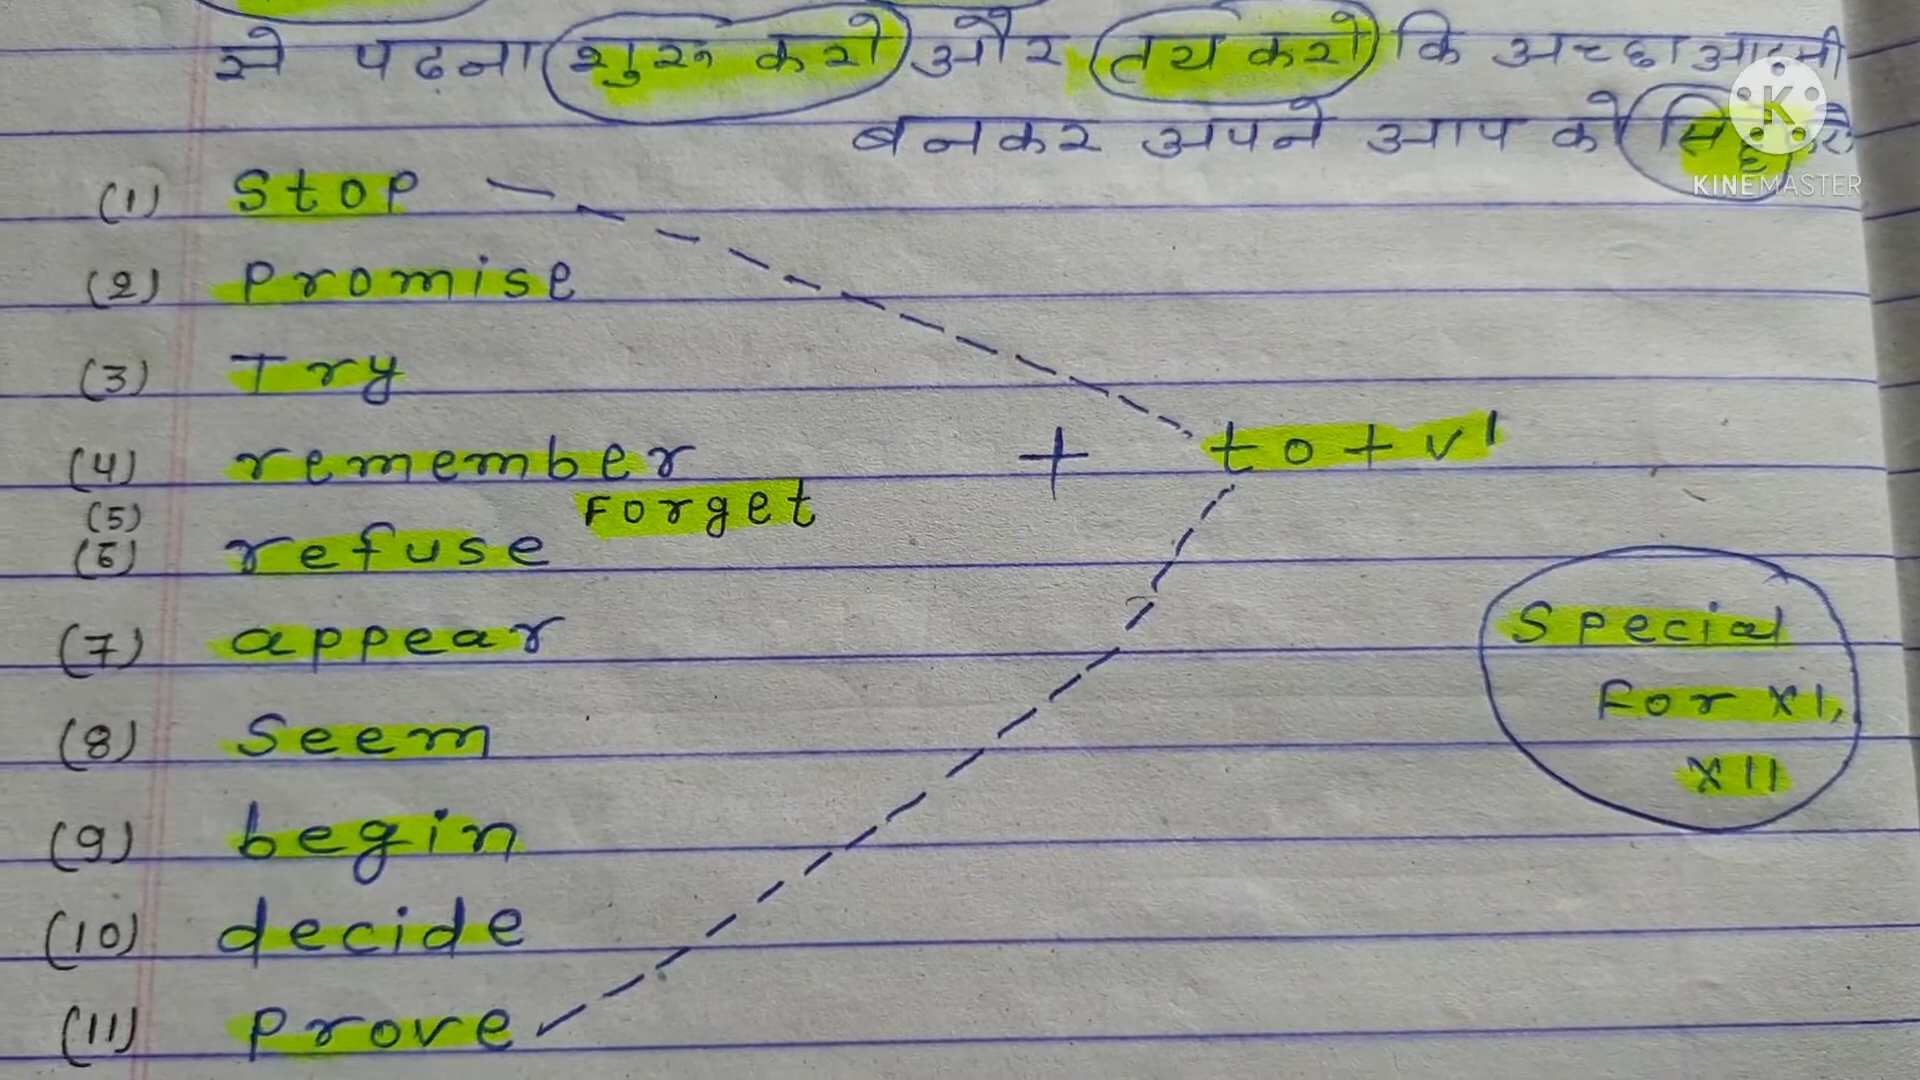 से पढ़ना शुरू करो और तय करो कि अच्छा आदमी
बनकर अपने आप को
KINEMASTER
(1) Stop
(2) Promise
(3) Try
(4) remember + to + v1
(5) Forget
(6) refuse
(7) appear
(8) Seem
(9) begin
(10) decide
(11) Prove
Special
For XI,
XII